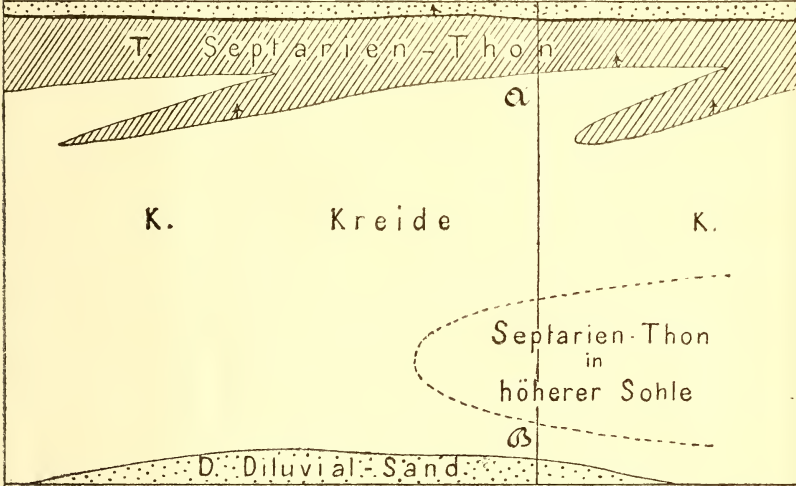 T. Septarien-Thon
a
K. Kreide K.
Septarien-Thon
in
höherer Sohle
B
D. Diluvial-Sand